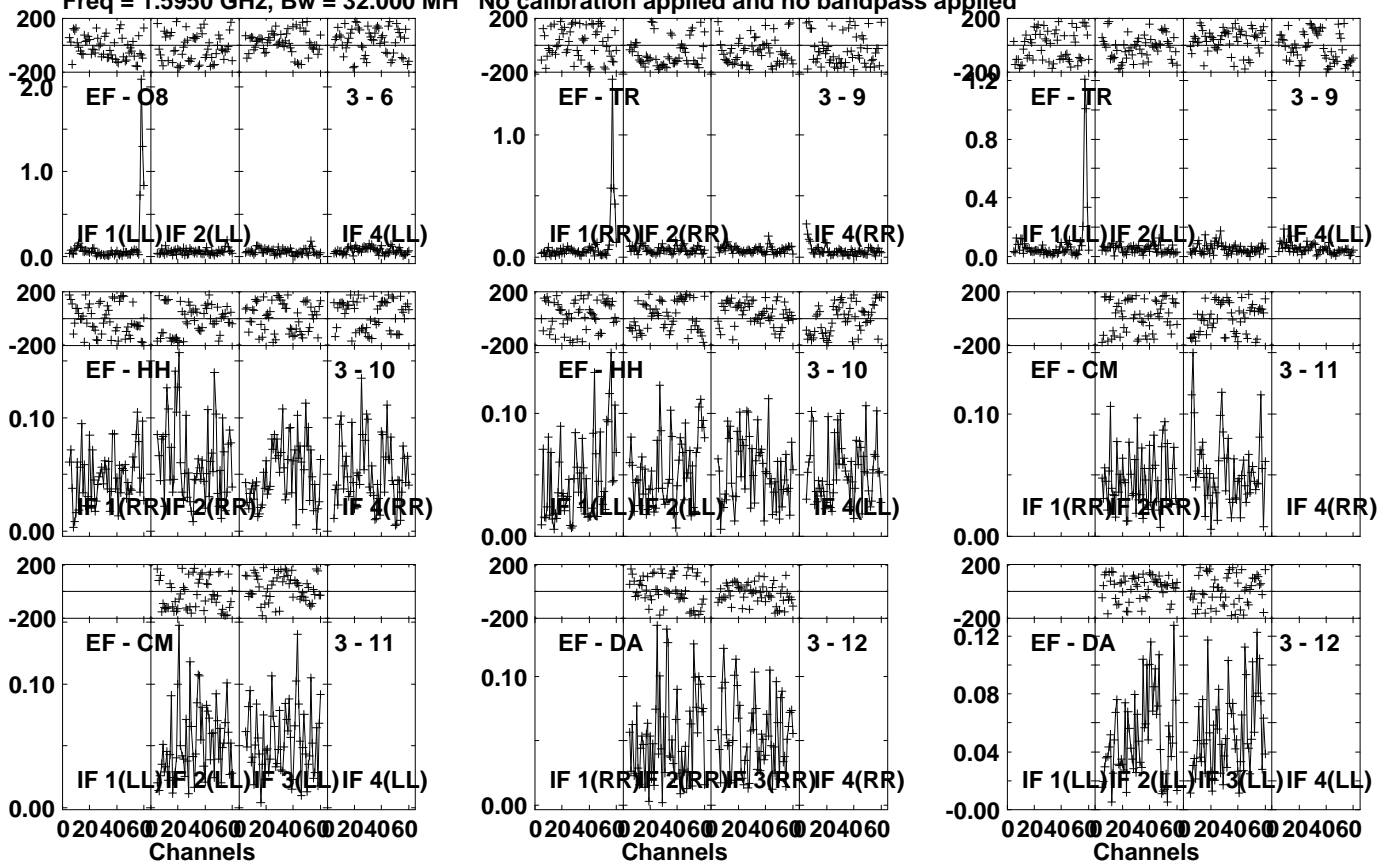 Freq = 1.5950 GHz, Bw = 32.000 MH No calibration applied and no bandpass applied
200 200 200
-200 -200 -200
2.0 EF - O8 3 - 6 EF - TR 3 - 9 1.2 EF - TR 3 - 9
1.0 1.0 0.8
0.4
IF 1(LL) IF 2(LL) IF 4(LL) IF 1(RR) IF 2(RR) IF 4(RR) IF 1(LL) IF 2(LL) IF 4(LL)
0.0 0.0 0.0
200 200 200
-200 -200 -200
EF - HH 3 - 10 EF - HH 3 - 10 EF - CM 3 - 11
0.10 0.10 0.10
IF 1(RR) IF 2(RR) IF 4(RR) IF 1(LL) IF 2(LL) IF 4(LL) IF 1(RR) IF 2(RR) IF 4(RR)
0.00 0.00 0.00
200 200 200
-200 -200 -200
EF - CM 3 - 11 EF - DA 3 - 12 0.12 EF - DA 3 - 12
0.10 0.10 0.08
0.04
IF 1(LL) IF 2(LL) IF 3(LL) IF 4(LL) IF 1(RR) IF 2(RR) IF 3(RR) IF 4(RR) IF 1(LL) IF 2(LL) IF 3(LL) IF 4(LL)
0.00 0.00 -0.00
0 20 40 60 0 20 40 60 0 20 40 60 0 20 40 60 0 20 40 60 0 20 40 60 0 20 40 60 0 20 40 60 0 20 40 60 0 20 40 60 0 20 40 60 0 20 40 60
Channels Channels Channels